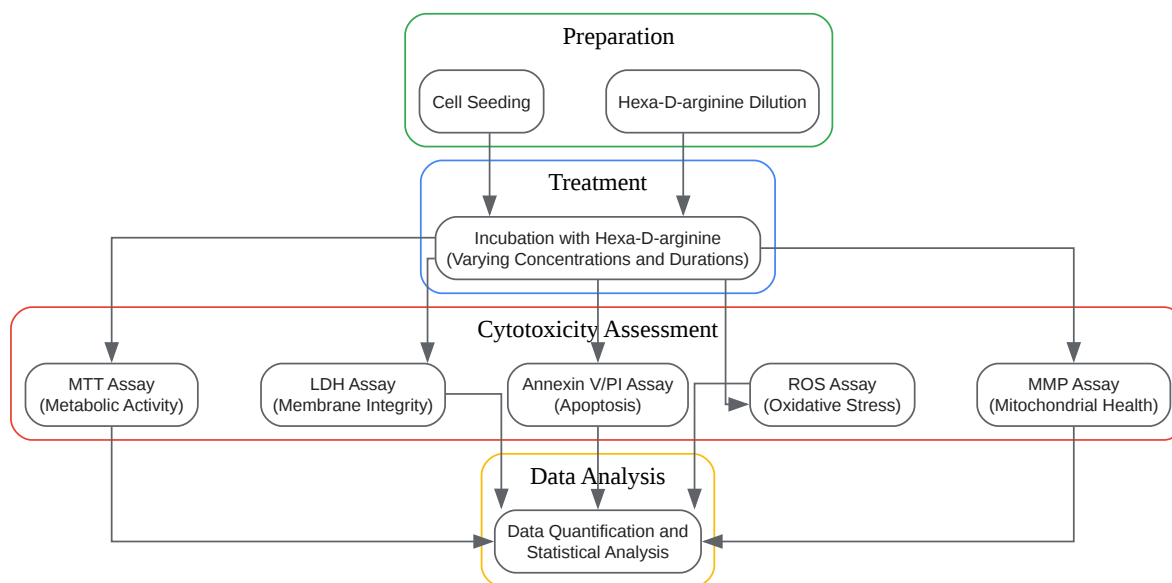 Preparation
Cell Seeding
Hexa-D-arginine Dilution
Treatment
Incubation with Hexa-D-arginine
(Varying Concentrations and Durations)
Cytotoxicity Assessment
MTT Assay
(Metabolic Activity)
LDH Assay
(Membrane Integrity)
Annexin V/PI Assay
(Apoptosis)
ROS Assay
(Oxidative Stress)
MMP Assay
(Mitochondrial Health)
Data Analysis
Data Quantification and
Statistical Analysis